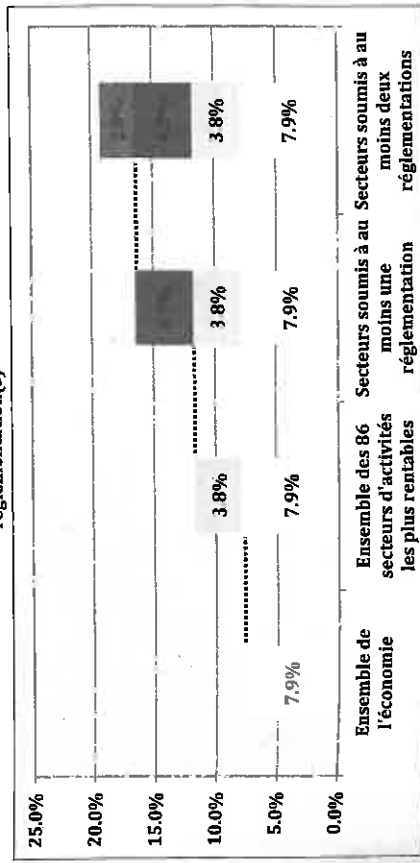 25.0%
20.0%
15.0%
10.0%
5.0%
0.0%
7.9%
3.8%
7.9%
3.8%
7.9%
3.8%
7.9%
Ensemble de
l'économie
Ensemble des 86
secteurs d'activités
les plus rentables
Secteurs soumis à au
moins une
réglementation
Secteurs soumis à au
moins deux
réglementations